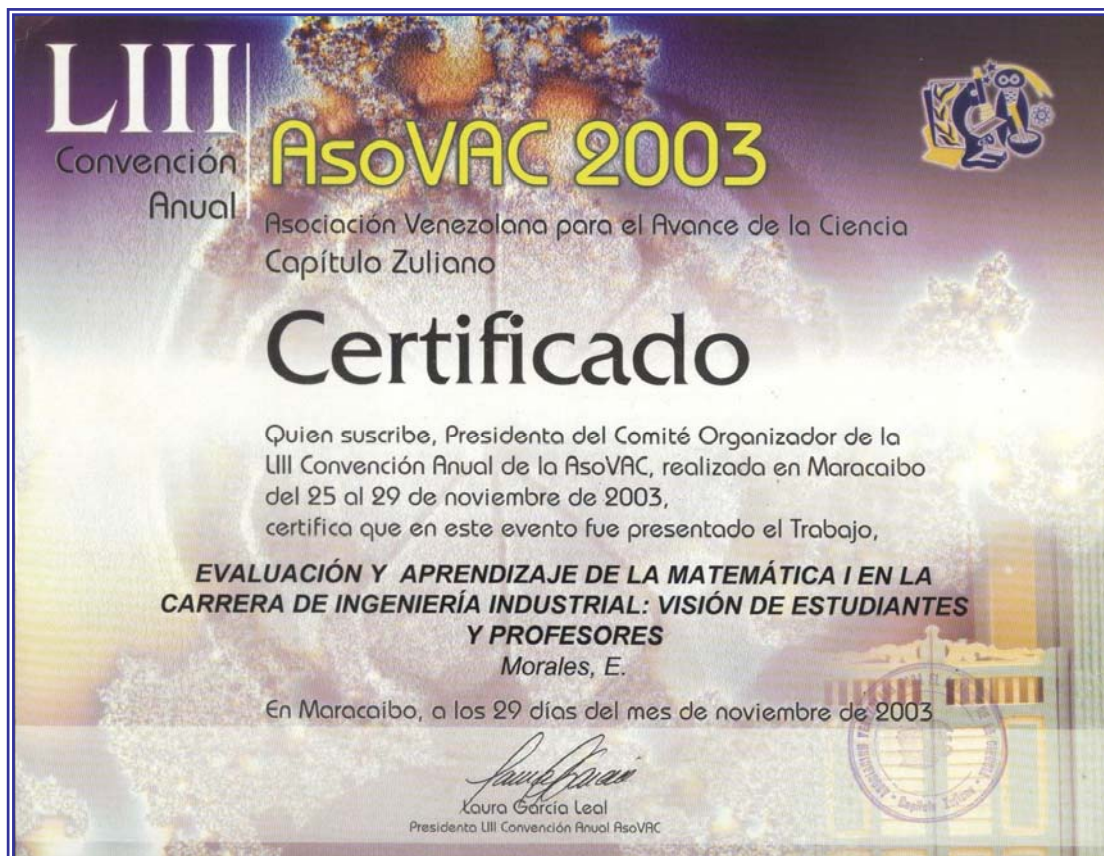 LIII
Convención
Anual
AsoVAC 2003
Asociación Venezolana para el Avance de la Ciencia
Capítulo Zuliano
Certificado
Quien suscribe, Presidenta del Comité Organizador de la
LIII Convención Anual de la AsoVAC, realizada en Maracaibo
del 25 al 29 de noviembre de 2003,
certifica que en este evento fue presentado el Trabajo,
EVALUACIÓN Y APRENDIZAJE DE LA MATEMÁTICA I EN LA
CARRERA DE INGENIERÍA INDUSTRIAL: VISIÓN DE ESTUDIANTES
Y PROFESORES
Morales, E.
En Maracaibo, a los 29 días del mes de noviembre de 2003
Laura García Leal
Presidenta LIII Convención Anual AsoVAC
Capítulo Zuliano